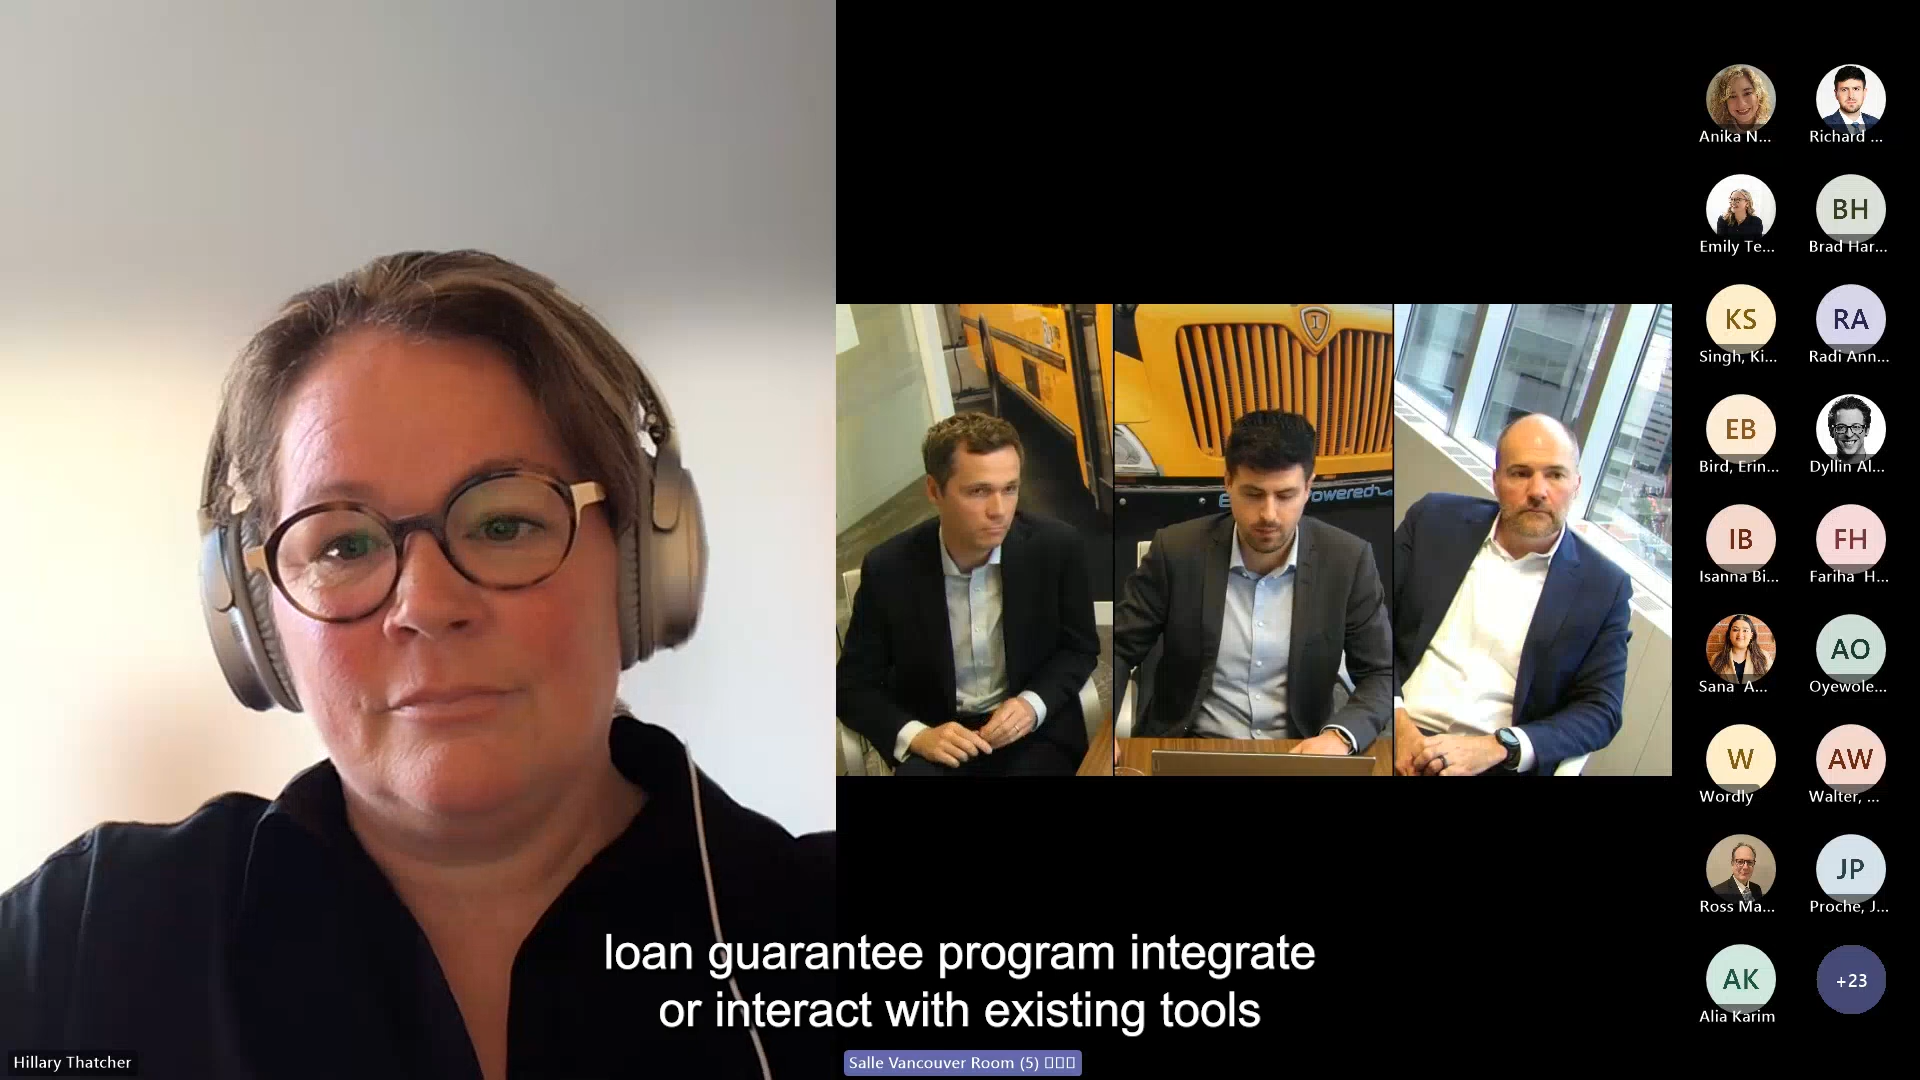 Anika N...
Richard ...
Emily Te...
BH
Brad Har...
KS
Singh, Ki...
RA
Radi Ann...
EB
Bird, Erin...
Dyllin Al...
IB
Isanna Bi...
FH
Fariha H...
Sana A...
AO
Oyewole...
W
Wordly
AW
Walter, ...
Ross Ma...
JP
Proche, J...
AK
Alia Karim
+23
loan guarantee program integrate
or interact with existing tools
Hillary Thatcher
Salle Vancouver Room (5)